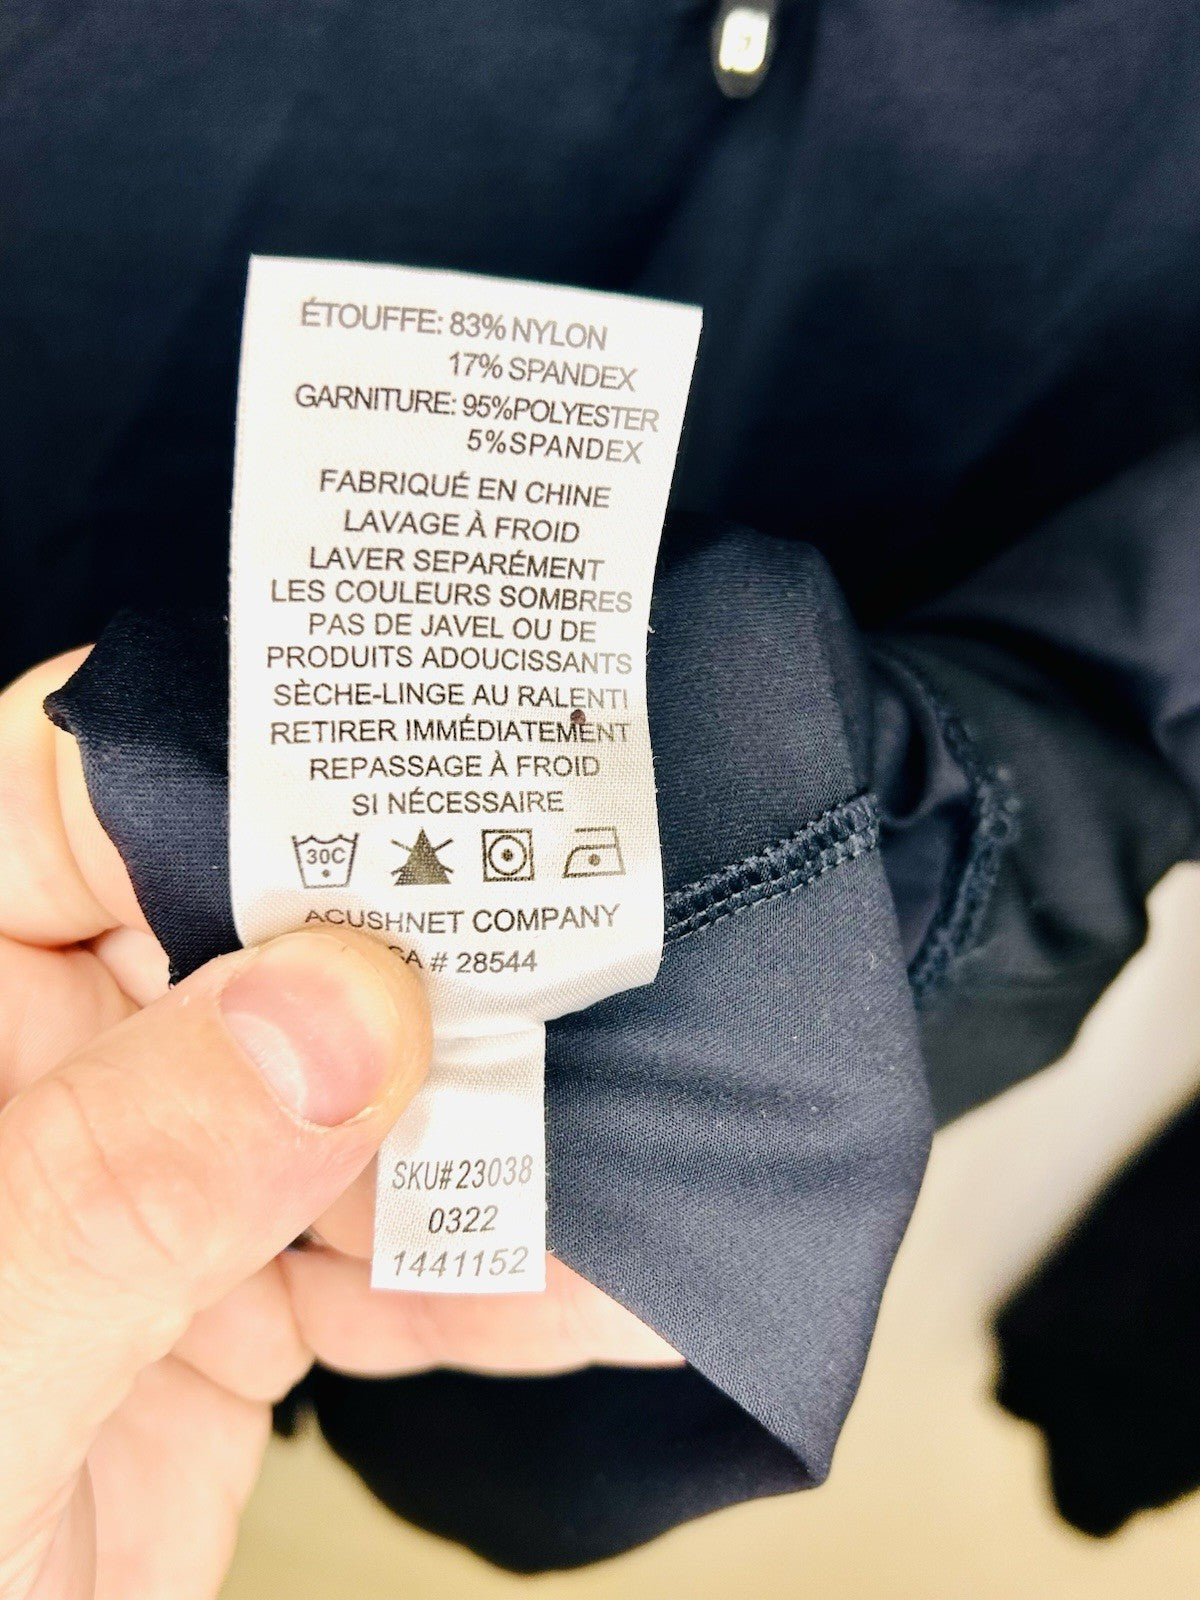 ÉTOUFFE: 83% NYLON
17% SPANDEX
GARNITURE: 95%POLYESTER
5%SPANDEX
FABRIQUÉ EN CHINE
LAVAGE À FROID
LAVER SEPARÉMENT
LES COULEURS SOMBRES
PAS DE JAVEL OU DE
PRODUITS ADOUCISSANTS
SÈCHE-LINGE AU RALENTI
RETIRER IMMÉDIATEMENT
REPASSAGE À FROID
SI NÉCESSAIRE
30C
ACUSHNET COMPANY
# 28544
SKU#23038
0322
1441152